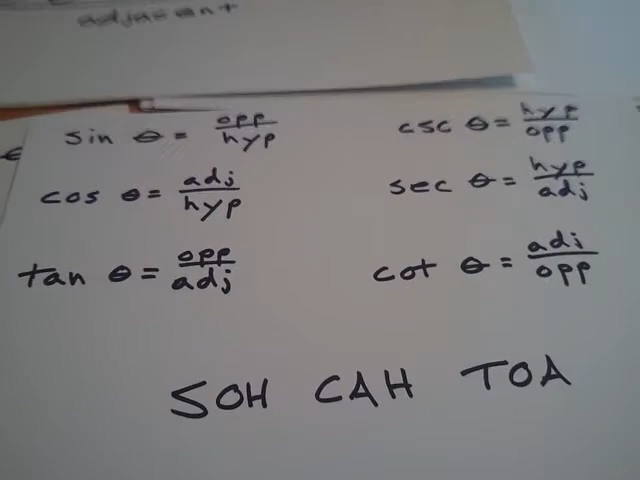 adjacent
sin θ = opp/hyp csc θ = hyp/opp
cos θ = adj/hyp sec θ = hyp/adj
tan θ = opp/adj cot θ = adj/opp
SOH CAH TOA